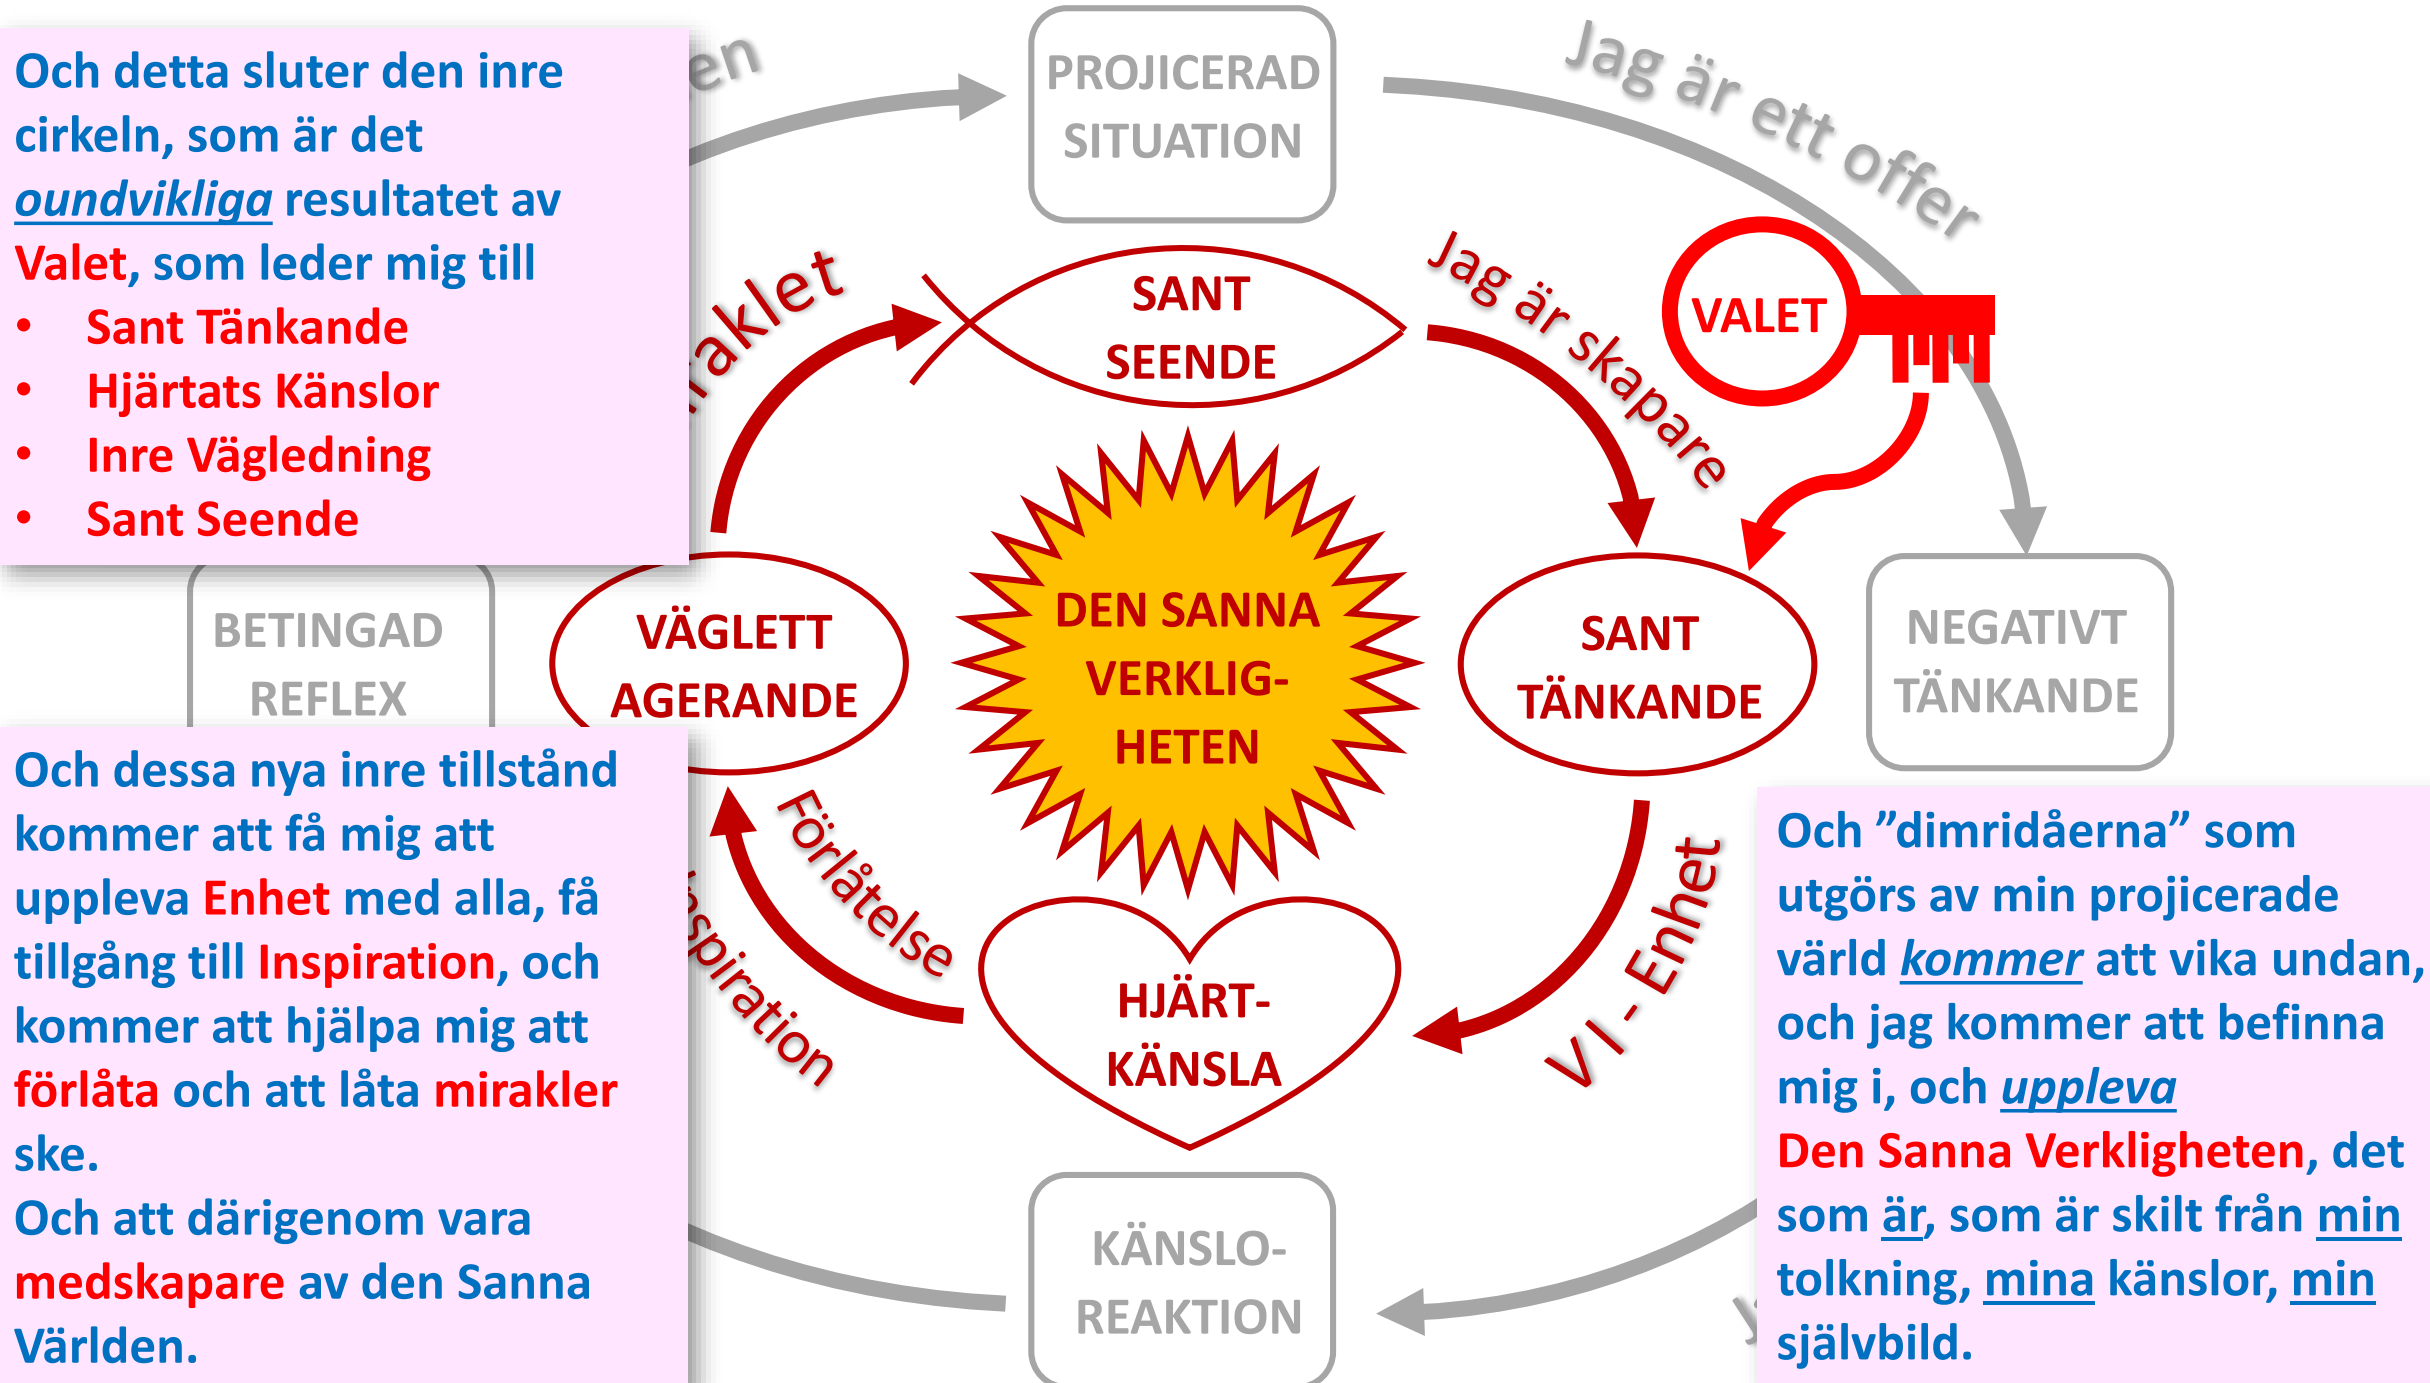 Och detta sluter den inre
cirkeln, som är det
oundvikliga resultatet av
Valet, som leder mig till
• Sant Tänkande
• Hjärtats Känslor
• Inre Vägledning
• Sant Seende
PROJICERAD
SITUATION
Jag är ett offer
SANT
SEENDE
Jag är skapare
VALET
BETINGAD
REFLEX
VÄGLETT
AGERANDE
DEN SANNA
VERKLIG-
HETEN
SANT
TÄNKANDE
NEGATIVT
TÄNKANDE
Och dessa nya inre tillstånd
kommer att få mig att
uppleva Enhet med alla, få
tillgång till Inspiration, och
kommer att hjälpa mig att
förlåta och att låta mirakler
ske.
Och att därigenom vara
medskapare av den Sanna
Världen.
Förlåtelse
Inspiration
HJÄRT-
KÄNSLA
VI - Enhet
KÄNSLO-
REAKTION
Och ”dimridåerna” som
utgörs av min projicerade
värld kommer att vika undan,
och jag kommer att befinna
mig i, och uppleva
Den Sanna Verkligheten, det
som är, som är skilt från min
tolkning, mina känslor, min
självbild.